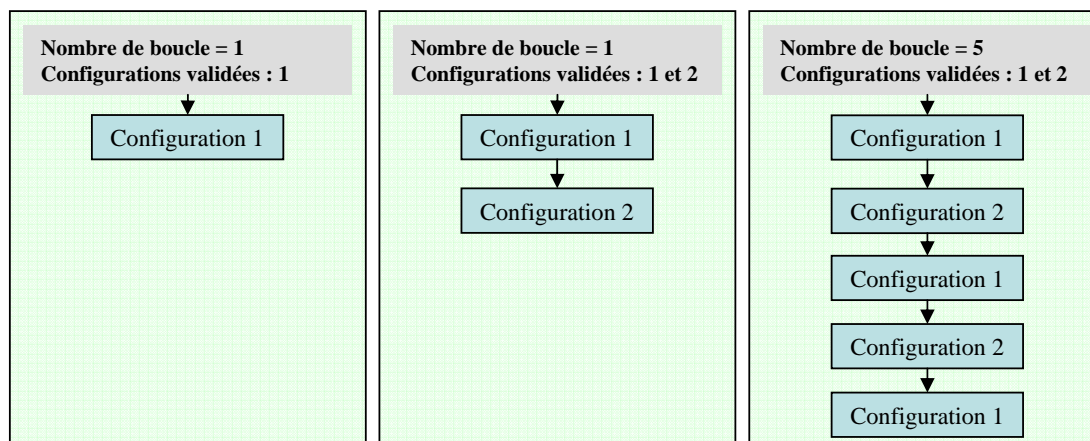 Nombre de boucle = 1
Configurations validées : 1
Configuration 1
Nombre de boucle = 1
Configurations validées : 1 et 2
Configuration 1
Configuration 2
Nombre de boucle = 5
Configurations validées : 1 et 2
Configuration 1
Configuration 2
Configuration 1
Configuration 2
Configuration 1